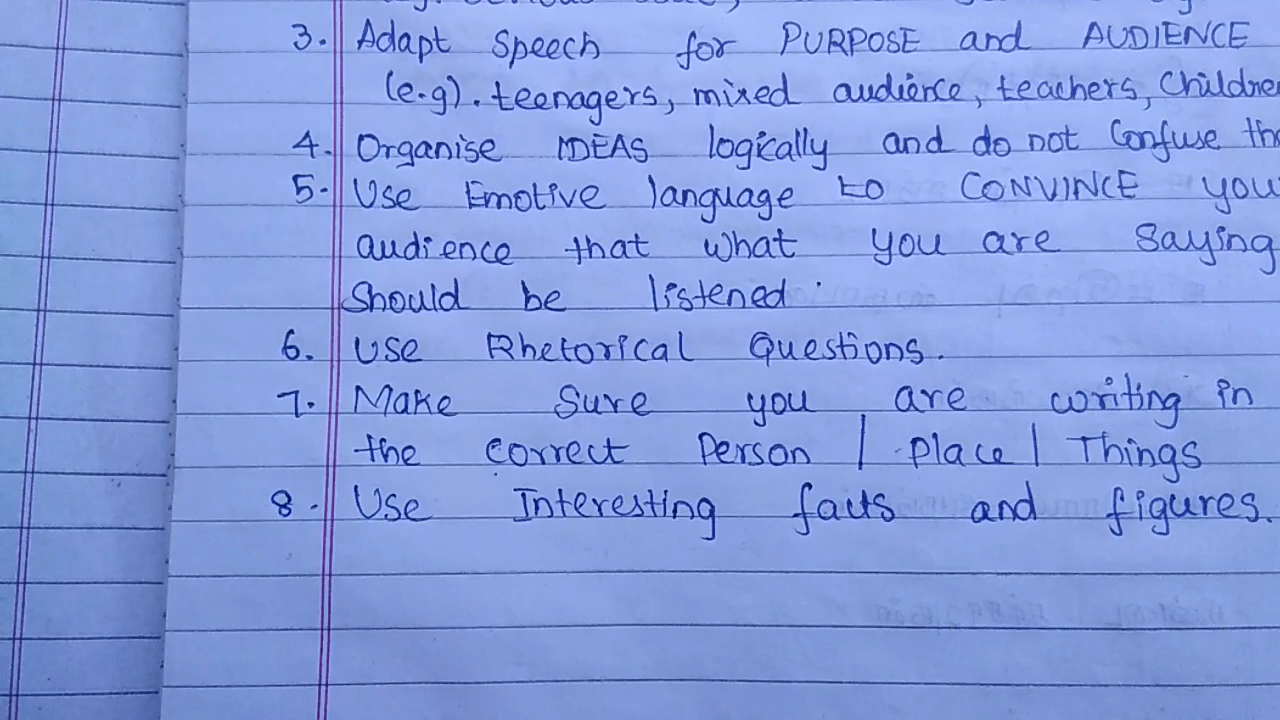 3. Adapt Speech for PURPOSE and AUDIENCE
(e.g). teenagers, mixed audience, teachers, Childre
4. Organise IDEAS logically and do not Confuse th
5. Use Emotive language to CONVINCE you
audience that what you are Saying
Should be listened.
6. Use Rhetorical Questions.
7. Make Sure you are writing in
the correct Person | Place | Things
8. Use Interesting facts and figures.